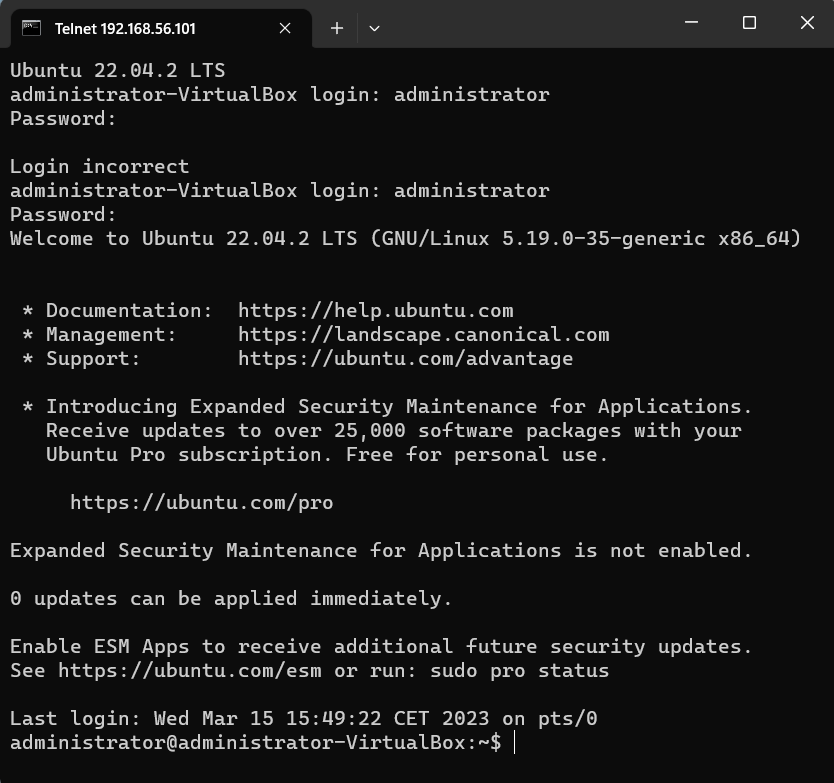 Telnet 192.168.56.101
Ubuntu 22.04.2 LTS
administrator-VirtualBox login: administrator
Password:
Login incorrect
administrator-VirtualBox login: administrator
Password:
Welcome to Ubuntu 22.04.2 LTS (GNU/Linux 5.19.0-35-generic x86_64)
 * Documentation:  https://help.ubuntu.com
 * Management:     https://landscape.canonical.com
 * Support:        https://ubuntu.com/advantage
 * Introducing Expanded Security Maintenance for Applications.
   Receive updates to over 25,000 software packages with your
   Ubuntu Pro subscription. Free for personal use.
     https://ubuntu.com/pro
Expanded Security Maintenance for Applications is not enabled.
0 updates can be applied immediately.
Enable ESM Apps to receive additional future security updates.
See https://ubuntu.com/esm or run: sudo pro status
Last login: Wed Mar 15 15:49:22 CET 2023 on pts/0
administrator@administrator-VirtualBox:~$